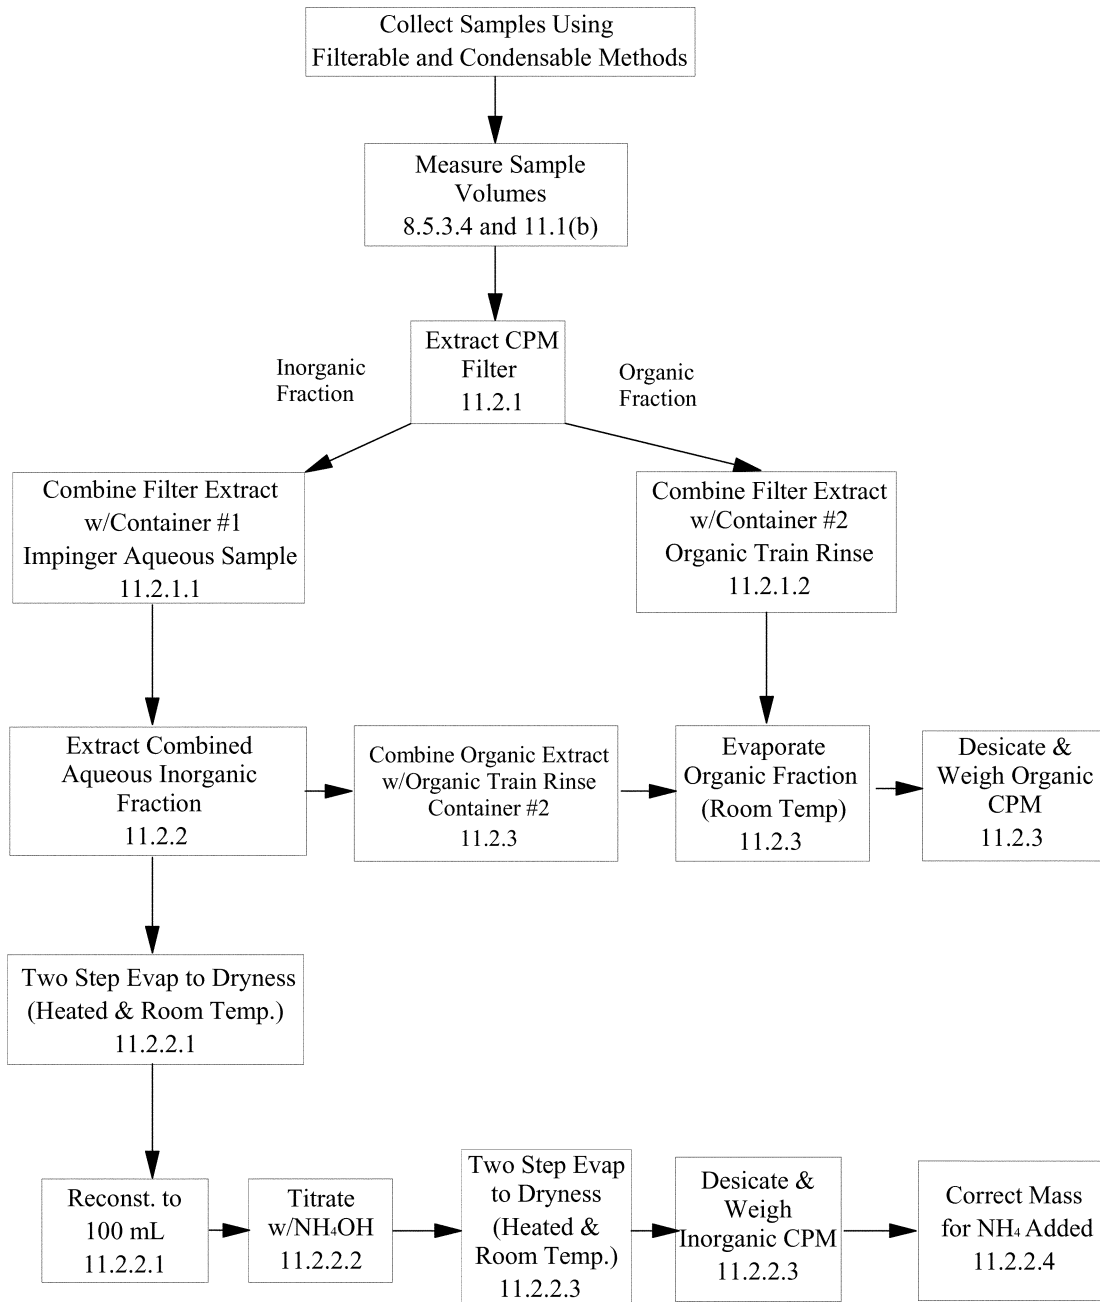 Collect Samples Using
Filterable and Condensable Methods
Measure Sample
Volumes
8.5.3.4 and 11.1(b)
Extract CPM
Filter
11.2.1
Inorganic
Fraction
Organic
Fraction
Combine Filter Extract
w/Container #1
Impinger Aqueous Sample
11.2.1.1
Combine Filter Extract
w/Container #2
Organic Train Rinse
11.2.1.2
Extract Combined
Aqueous Inorganic
Fraction
11.2.2
Combine Organic Extract
w/Organic Train Rinse
Container #2
11.2.3
Evaporate
Organic Fraction
(Room Temp)
11.2.3
Desicate &
Weigh Organic
CPM
11.2.3
Two Step Evap to Dryness
(Heated & Room Temp.)
11.2.2.1
Reconst. to
100 mL
11.2.2.1
Titrate
w/NH4OH
11.2.2.2
Two Step Evap
to Dryness
(Heated &
Room Temp.)
11.2.2.3
Desicate &
Weigh
Inorganic CPM
11.2.2.3
Correct Mass
for NH4 Added
11.2.2.4